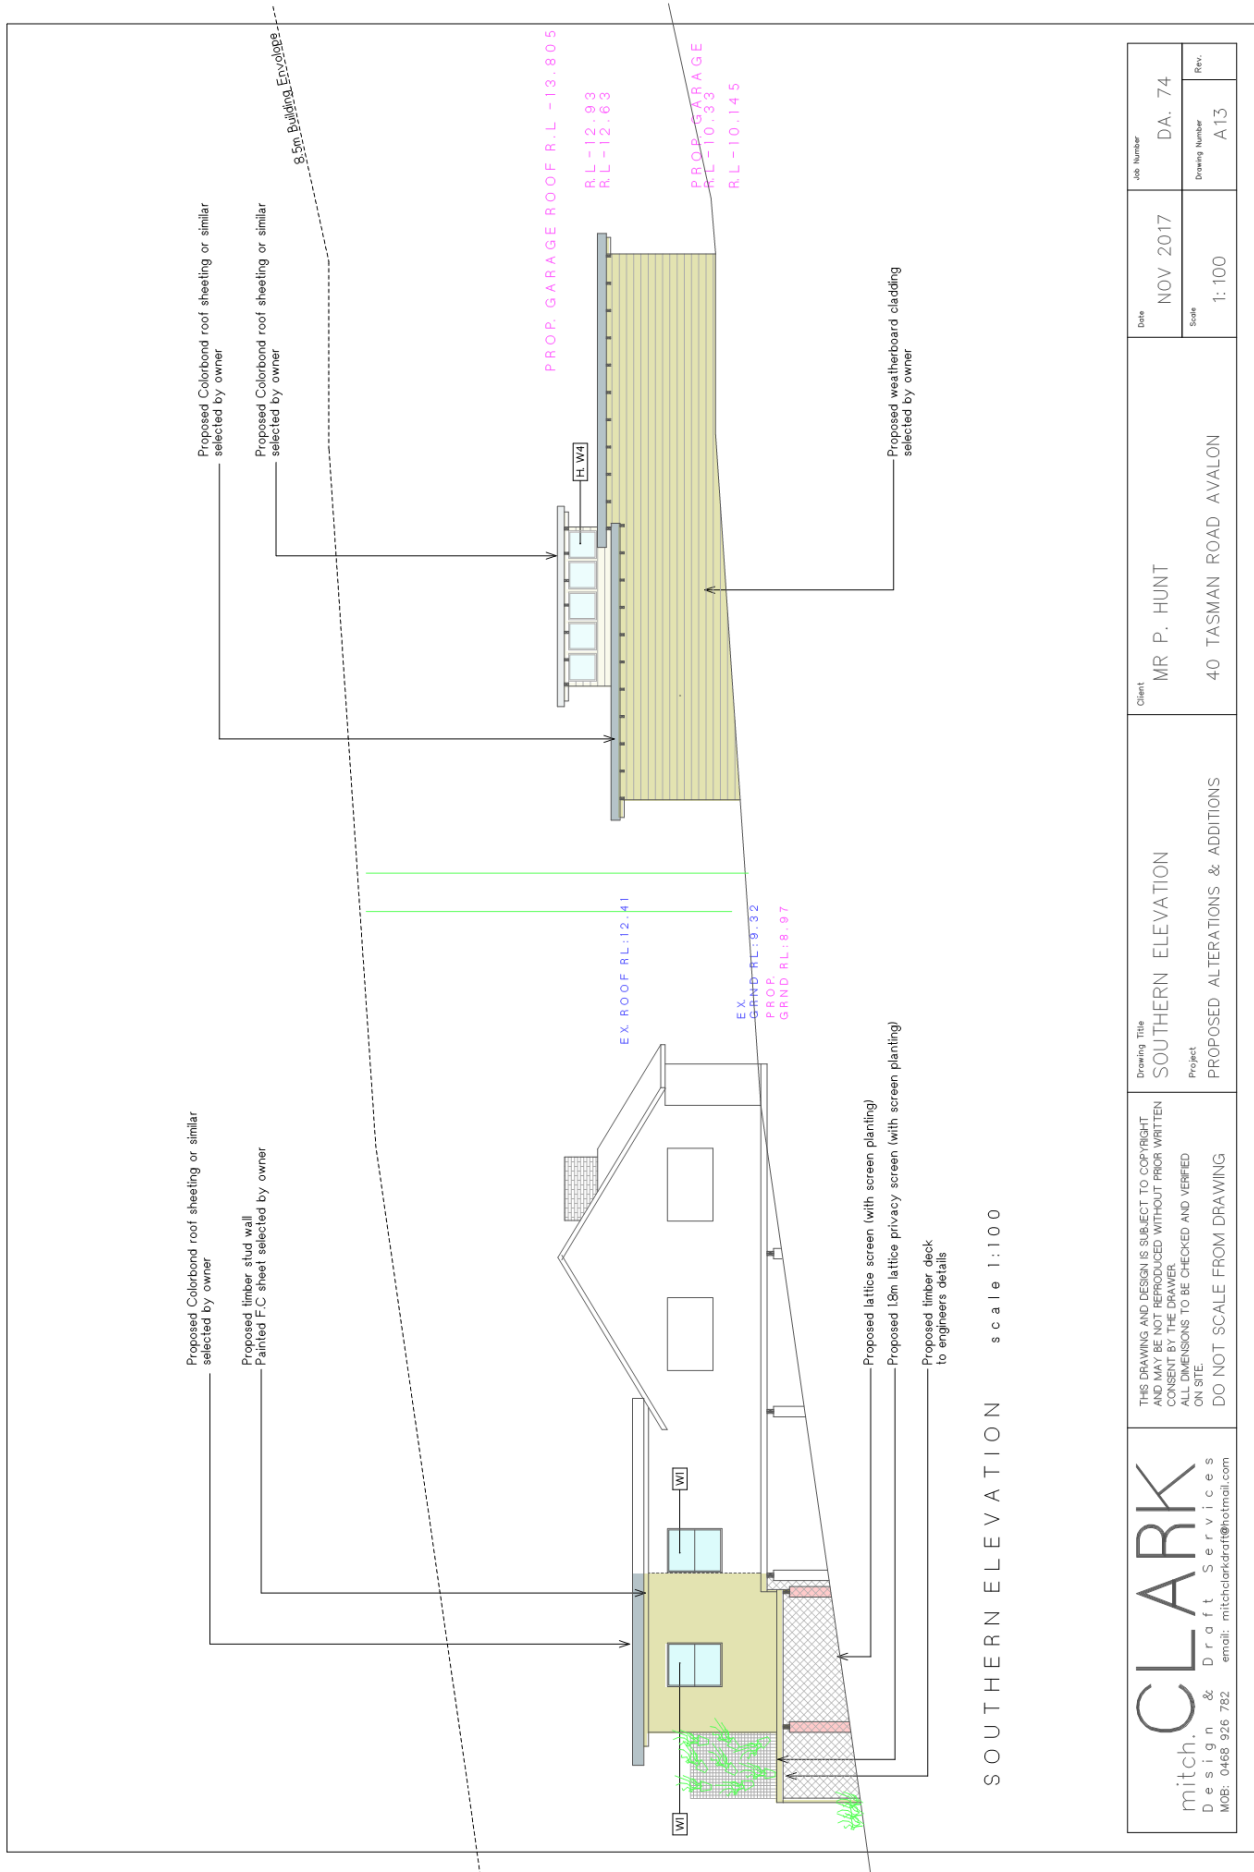 8.5m Building Envolope
Proposed Colorbond roof sheeting or similar
selected by owner
Proposed timber stud wall
Painted F.C sheet selected by owner
Proposed Colorbond roof sheeting or similar
selected by owner
Proposed Colorbond roof sheeting or similar
selected by owner
PROP. GARAGE ROOF R.L -13.805
R.L -12.93
R.L -12.63
H. W4
EX. ROOF R.L:12.41
W1
W1
PROP. GARAGE
R.L -10.33
R.L -10.145
EX.
GRND R.L:9.32
PROP.
GRND R.L:8.97
Proposed lattice screen (with screen planting)
Proposed 1.8m lattice privacy screen (with screen planting)
Proposed timber deck
to engineers details
Proposed weatherboard cladding
selected by owner
SOUTHERN ELEVATION scale 1:100
mitch. CLARK
Design & Draft Services
MOB: 0468 926 782 email: mitchclarkdraft@hotmail.com
THIS DRAWING AND DESIGN IS SUBJECT TO COPYRIGHT
AND MAY BE NOT REPRODUCED WITHOUT PRIOR WRITTEN
CONSENT BY THE DRAWER.
ALL DIMENSIONS TO BE CHECKED AND VERIFIED
ON SITE.
DO NOT SCALE FROM DRAWING
Drawing Title
SOUTHERN ELEVATION
Project
PROPOSED ALTERATIONS & ADDITIONS
Client
MR P. HUNT
40 TASMAN ROAD AVALON
Date
NOV 2017
Scale
1: 100
Job Number
DA. 74
Drawing Number
A13
Rev.